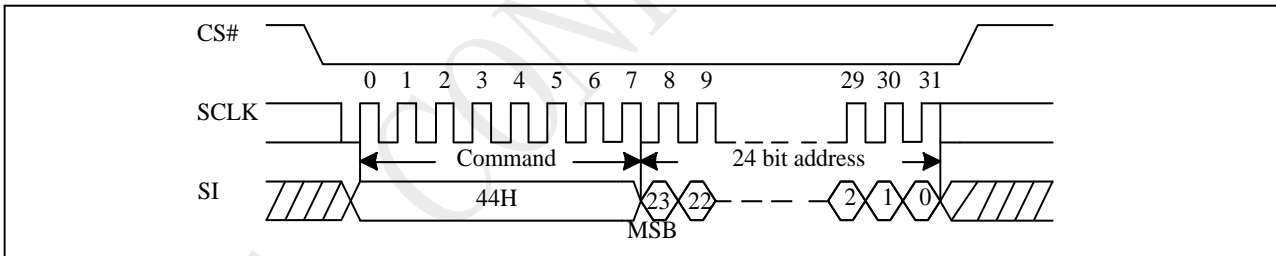 CS#
0 1 2 3 4 5 6 7 8 9 29 30 31
SCLK
Command 24 bit address
SI 44H 23 22 2 1 0
MSB